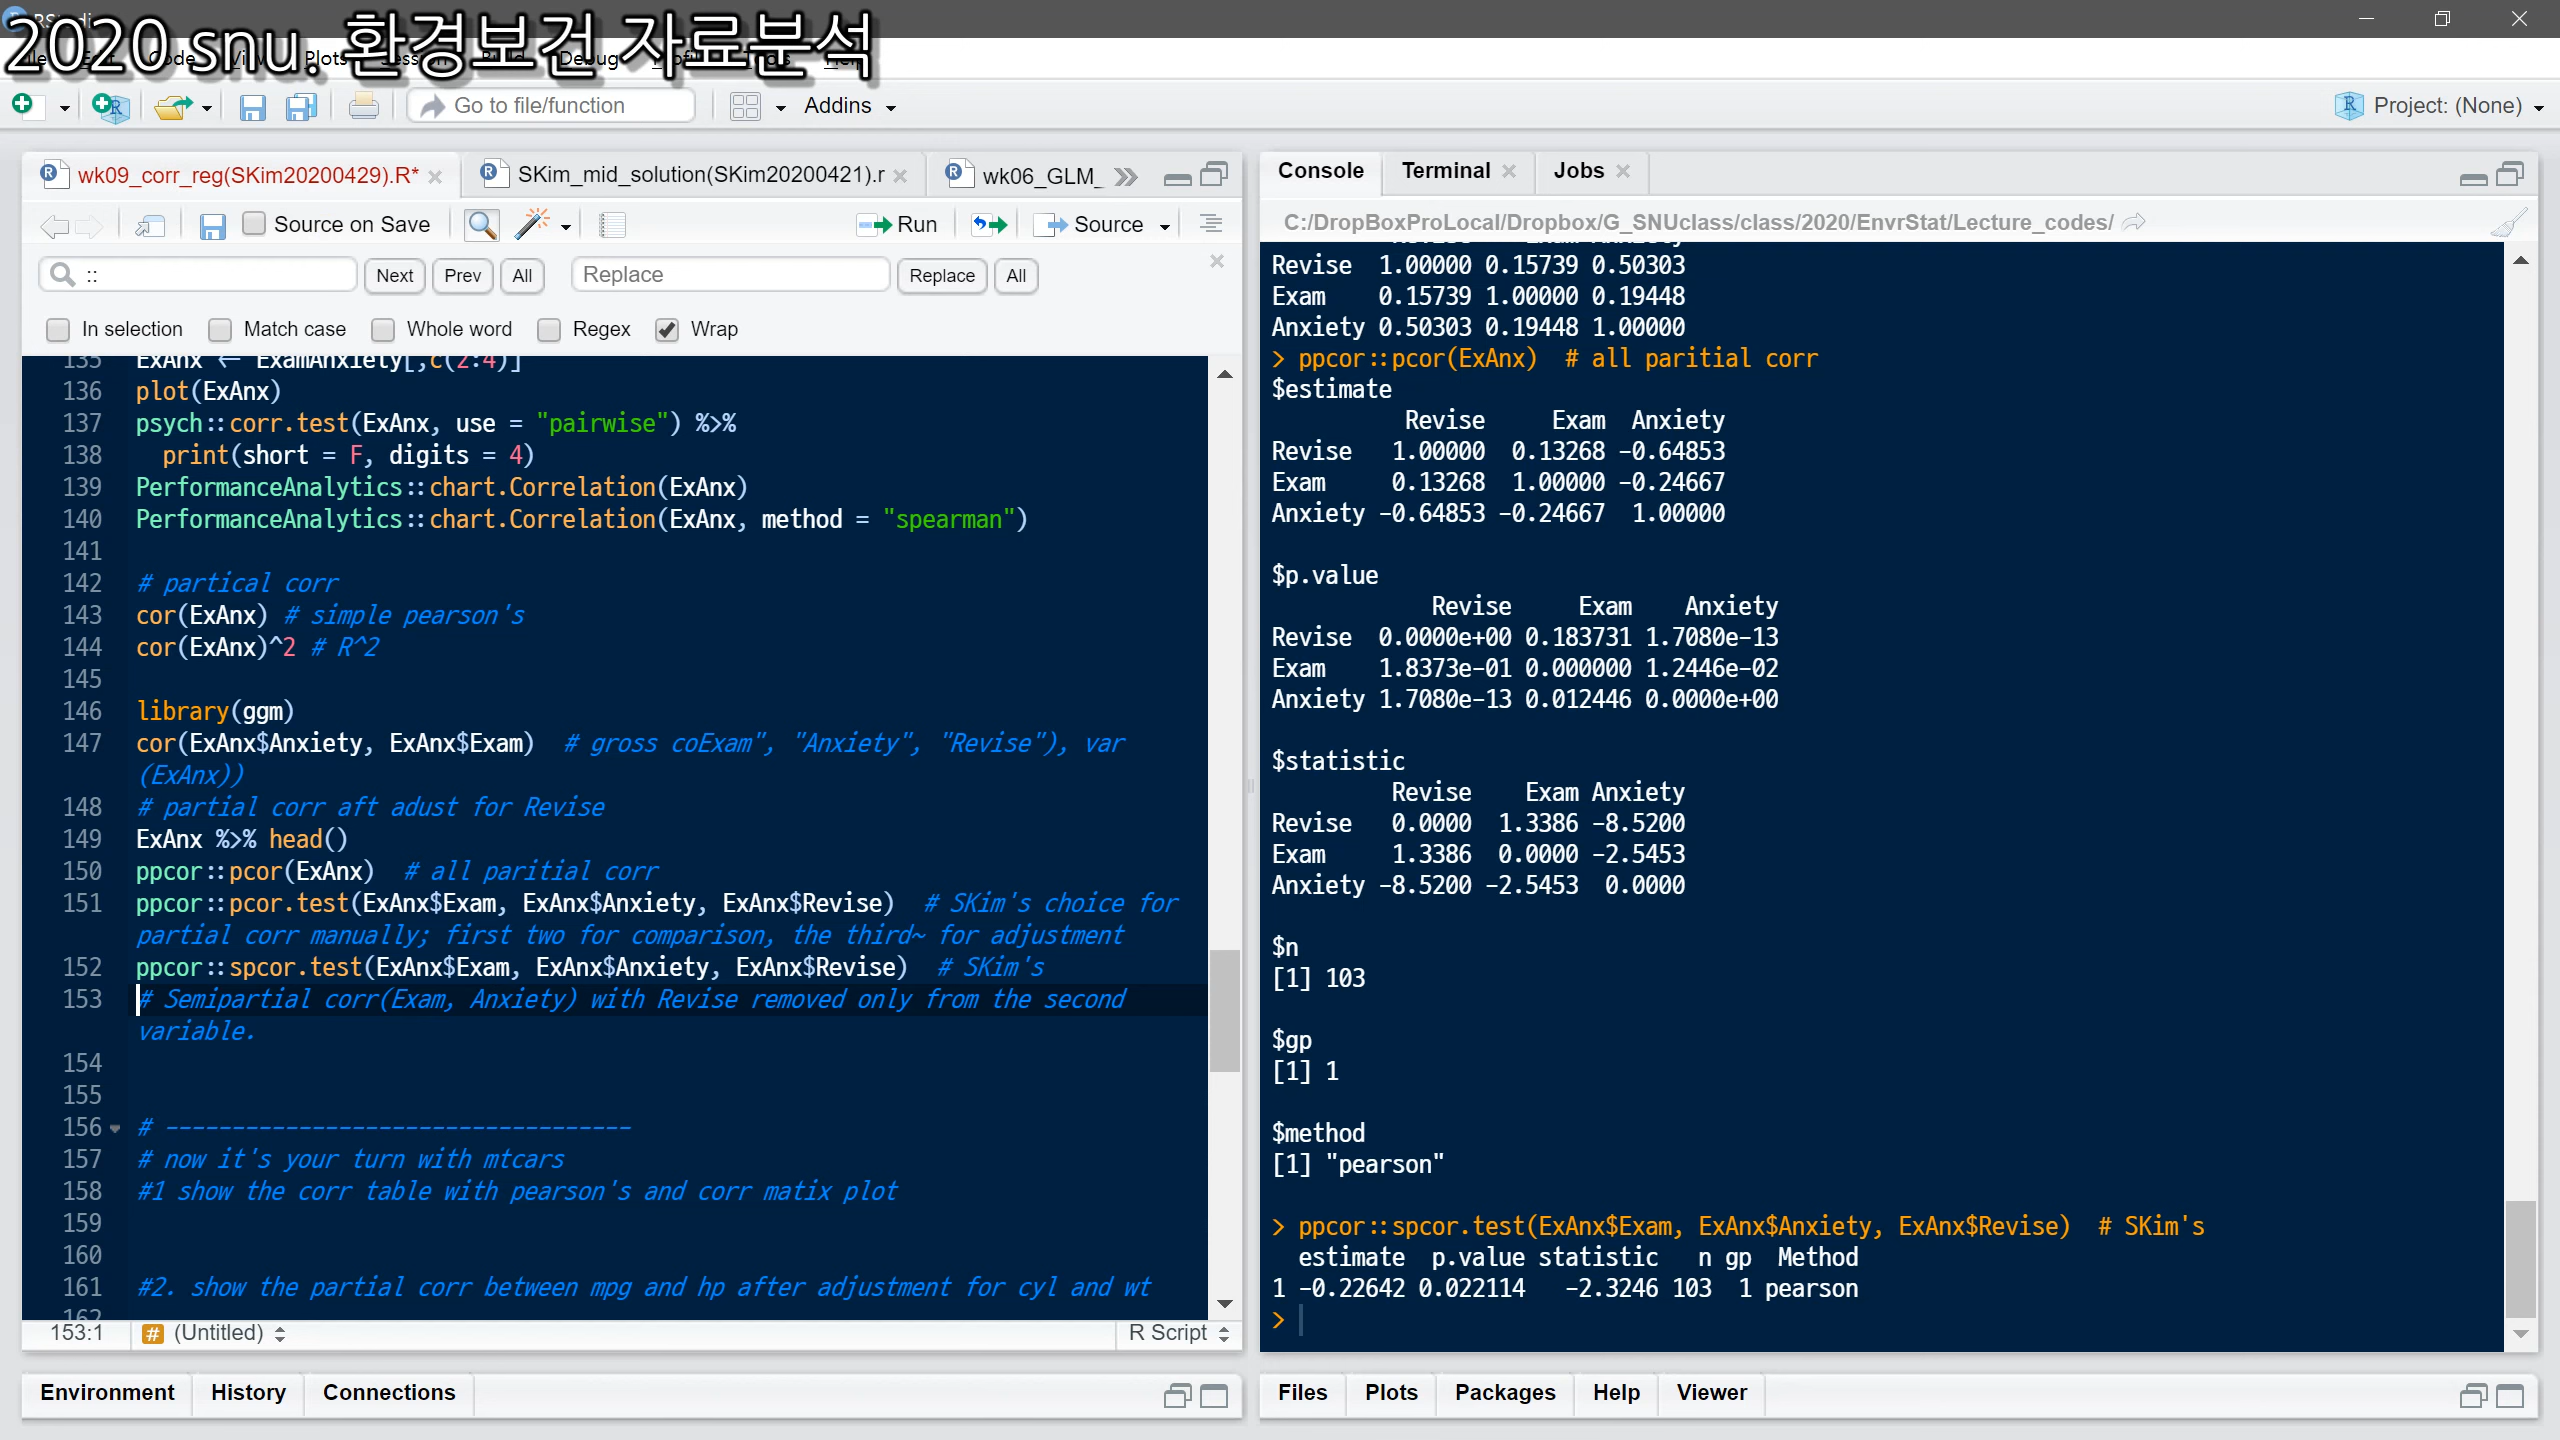 2020 snu. 환경보건 자료분석
Go to file/function
Addins
Project: (None)
wk09_corr_reg(SKim20200429).R*
SKim_mid_solution(SKim20200421).r
wk06_GLM_
Source on Save
Run
Source
::
Next
Prev
All
Replace
Replace
All
In selection
Match case
Whole word
Regex
Wrap
135 ExAnx <- ExamAnxiety[,c(2:4)]
136 plot(ExAnx)
137 psych::corr.test(ExAnx, use = "pairwise") %>%
138   print(short = F, digits = 4)
139 PerformanceAnalytics::chart.Correlation(ExAnx)
140 PerformanceAnalytics::chart.Correlation(ExAnx, method = "spearman")
141
142 # partical corr
143 cor(ExAnx) # simple pearson's
144 cor(ExAnx)^2 # R^2
145
146 library(ggm)
147 cor(ExAnx$Anxiety, ExAnx$Exam)  # gross coExam", "Anxiety", "Revise"), var
(ExAnx))
148 # partial corr aft adust for Revise
149 ExAnx %>% head()
150 ppcor::pcor(ExAnx)  # all paritial corr
151 ppcor::pcor.test(ExAnx$Exam, ExAnx$Anxiety, ExAnx$Revise)  # SKim's choice for
partial corr manually; first two for comparison, the third~ for adjustment
152 ppcor::spcor.test(ExAnx$Exam, ExAnx$Anxiety, ExAnx$Revise)  # SKim's
153 # Semipartial corr(Exam, Anxiety) with Revise removed only from the second
variable.
154
155
156 # -----------------------------------
157 # now it's your turn with mtcars
158 #1 show the corr table with pearson's and corr matix plot
159
160
161 #2. show the partial corr between mpg and hp after adjustment for cyl and wt
162
153:1
# (Untitled)
R Script
Environment
History
Connections
Console
Terminal
Jobs
C:/DropBoxProLocal/Dropbox/G_SNUclass/class/2020/EnvrStat/Lecture_codes/
Revise  1.00000 0.15739 0.50303
Exam    0.15739 1.00000 0.19448
Anxiety 0.50303 0.19448 1.00000
> ppcor::pcor(ExAnx)  # all paritial corr
$estimate
Revise     Exam  Anxiety
Revise   1.00000  0.13268 -0.64853
Exam     0.13268  1.00000 -0.24667
Anxiety -0.64853 -0.24667  1.00000
$p.value
Revise     Exam    Anxiety
Revise  0.0000e+00 0.183731 1.7080e-13
Exam    1.8373e-01 0.000000 1.2446e-02
Anxiety 1.7080e-13 0.012446 0.0000e+00
$statistic
Revise    Exam Anxiety
Revise   0.0000  1.3386 -8.5200
Exam     1.3386  0.0000 -2.5453
Anxiety -8.5200 -2.5453  0.0000
$n
[1] 103
$gp
[1] 1
$method
[1] "pearson"
> ppcor::spcor.test(ExAnx$Exam, ExAnx$Anxiety, ExAnx$Revise)  # SKim's
estimate  p.value statistic   n gp  Method
1 -0.22642 0.022114   -2.3246 103  1 pearson
>
Files
Plots
Packages
Help
Viewer